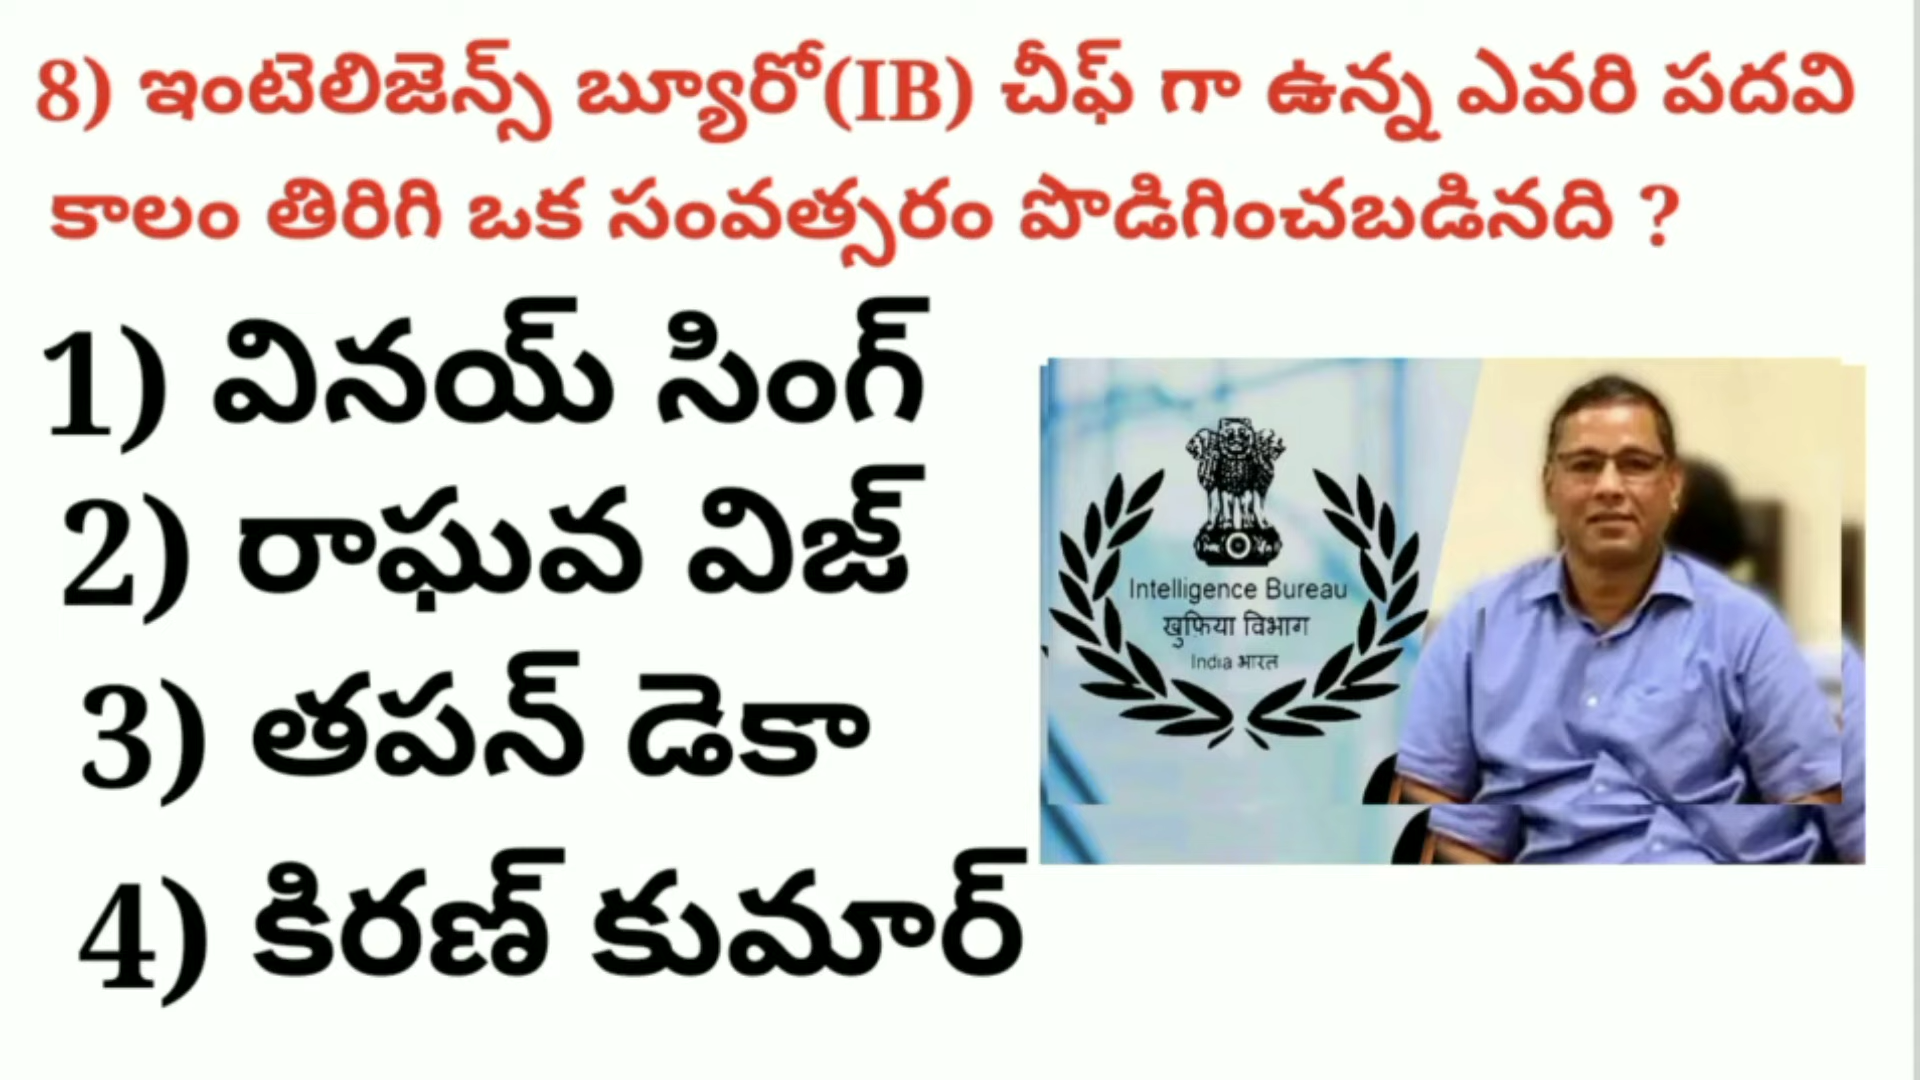 8) ఇంటెలిజెన్స్ బ్యూరో(IB) చీఫ్ గా ఉన్న ఎవరి పదవి
కాలం తిరిగి ఒక సంవత్సరం పొడిగించబడినది ?
1) వినయ్ సింగ్
2) రాఘువ విజ్
3) తపన్ డెకా
4) కిరణ్ కుమార్
Intelligence Bureau
खुफ़िया विभाग
India भारत